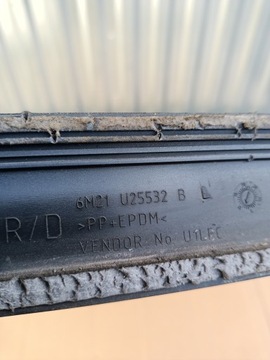 6M21 U25532 B
R/D >PP+EPDM<
VENDOR No U1LFC